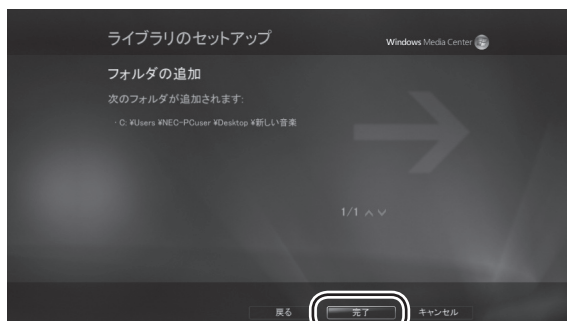 ライブラリのセットアップ
Windows Media Center
フォルダの追加
次のフォルダが追加されます:
・C: ¥Users ¥NEC-PCuser ¥Desktop ¥新しい音楽
1/1
戻る
完了
キャンセル